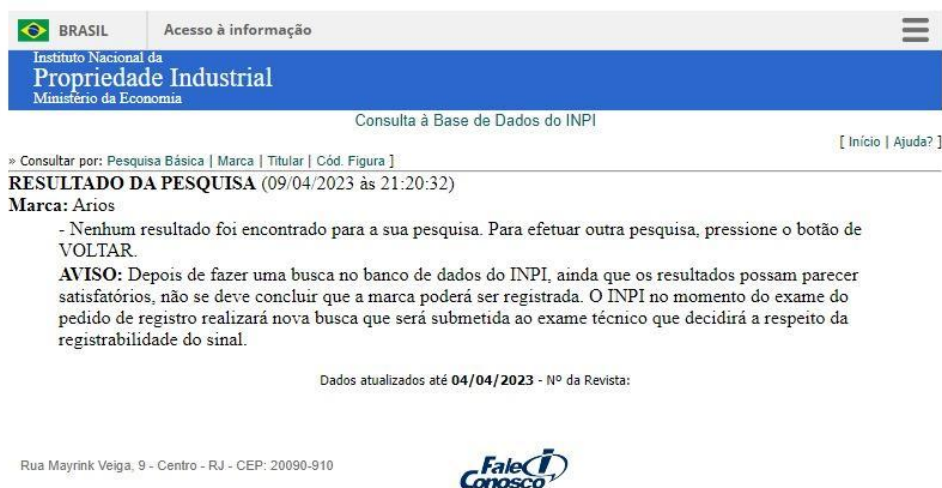 BRASIL Acesso à informação
Instituto Nacional da
Propriedade Industrial
Ministério da Economia
Consulta à Base de Dados do INPI
[ Início | Ajuda? ]
» Consultar por: Pesquisa Básica | Marca | Titular | Cód. Figura ]
RESULTADO DA PESQUISA (09/04/2023 às 21:20:32)
Marca: Arios
- Nenhum resultado foi encontrado para a sua pesquisa. Para efetuar outra pesquisa, pressione o botão de
VOLTAR.
AVISO: Depois de fazer uma busca no banco de dados do INPI, ainda que os resultados possam parecer
satisfatórios, não se deve concluir que a marca poderá ser registrada. O INPI no momento do exame do
pedido de registro realizará nova busca que será submetida ao exame técnico que decidirá a respeito da
registrabilidade do sinal.
Dados atualizados até 04/04/2023 - Nº da Revista:
Rua Mayrink Veiga, 9 - Centro - RJ - CEP: 20090-910
Fale
Conosco